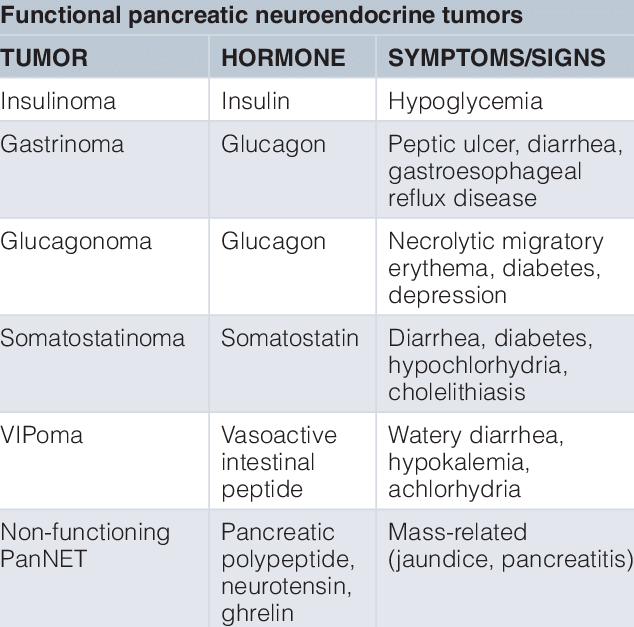 Functional pancreatic neuroendocrine tumors
TUMOR HORMONE SYMPTOMS/SIGNS
Insulinoma Insulin Hypoglycemia
Gastrinoma Glucagon Peptic ulcer, diarrhea,
gastroesophageal
reflux disease
Glucagonoma Glucagon Necrolytic migratory
erythema, diabetes,
depression
Somatostatinoma Somatostatin Diarrhea, diabetes,
hypochlorhydria,
cholelithiasis
VIPoma Vasoactive Watery diarrhea,
intestinal hypokalemia,
peptide achlorhydria
Non-functioning Pancreatic Mass-related
PanNET polypeptide, (jaundice, pancreatitis)
neurotensin,
ghrelin